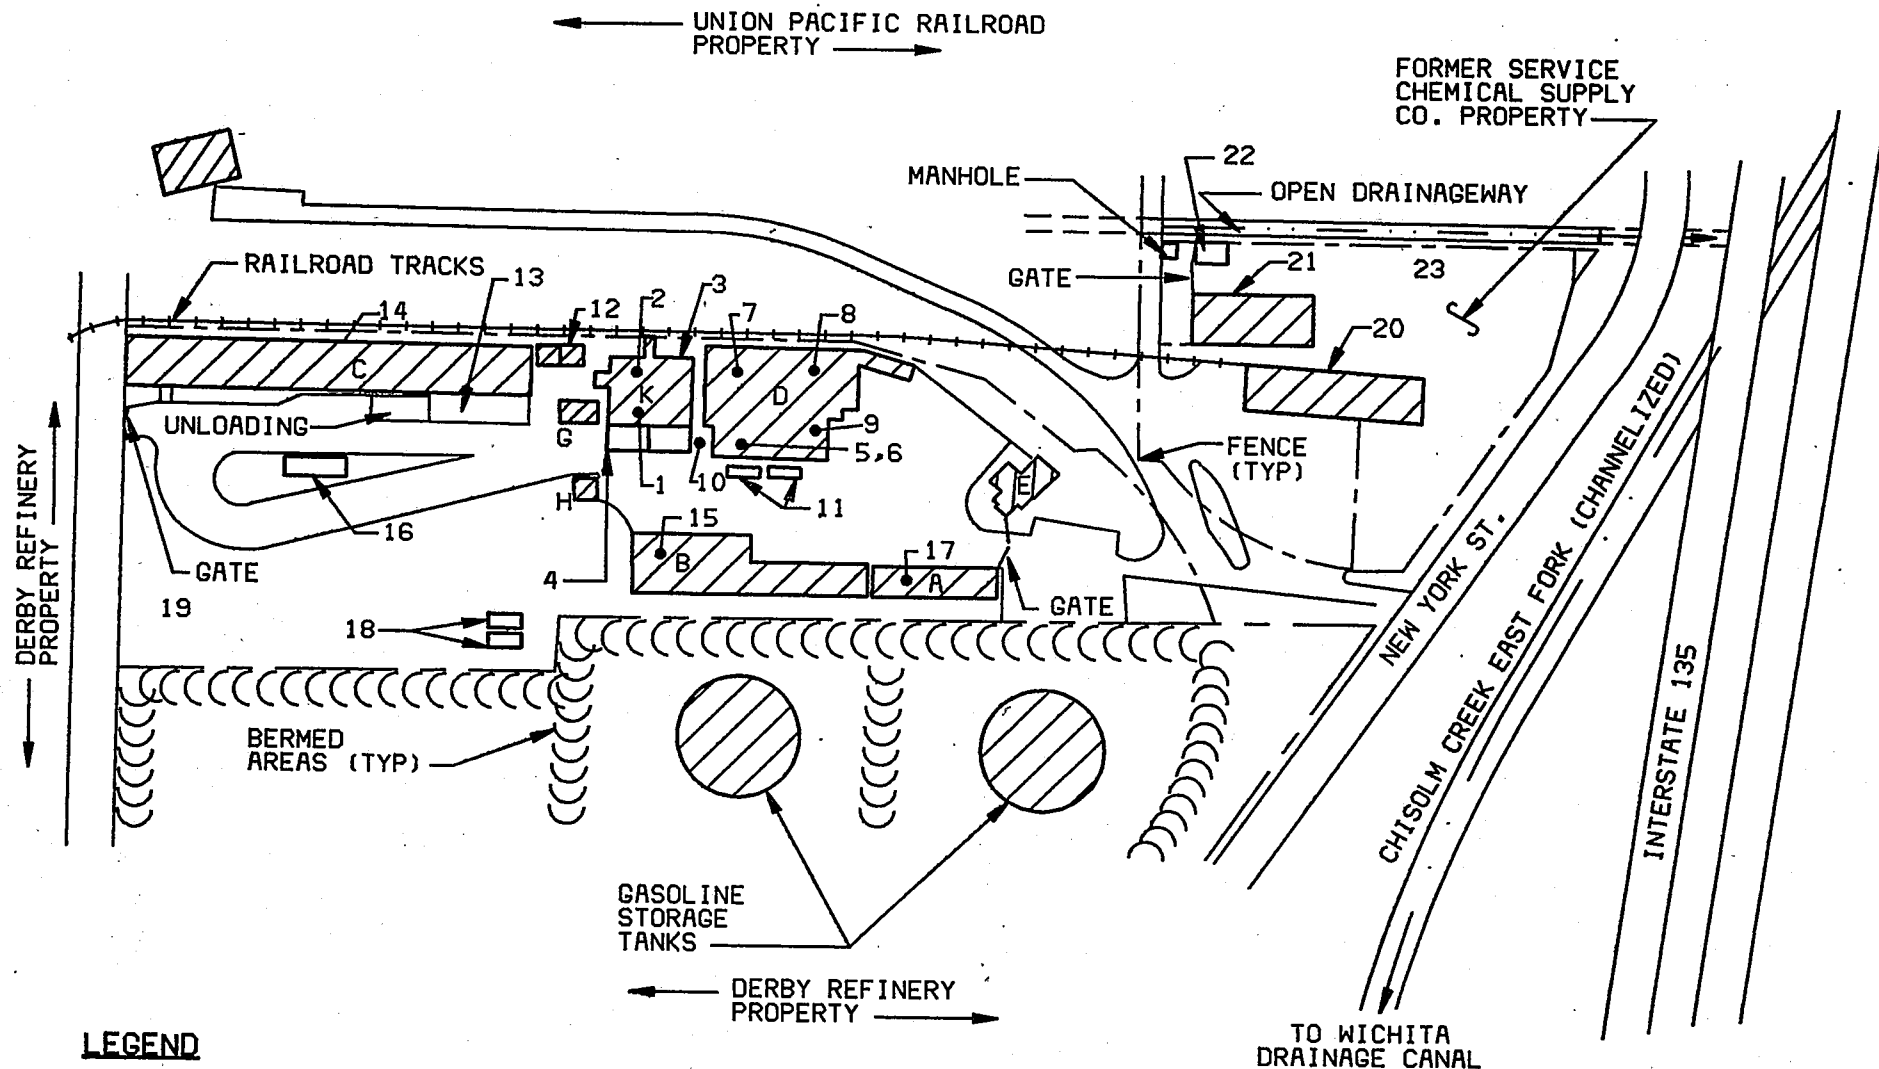 UNION PACIFIC RAILROAD
PROPERTY
FORMER SERVICE
CHEMICAL SUPPLY
CO. PROPERTY
22
MANHOLE
OPEN DRAINAGEWAY
RAILROAD TRACKS
13
GATE
21
23
14
12
2
3
7
8
20
C
K
D
UNLOADING
G
9
5,6
FENCE
(TYP)
1
10
11
E
H
16
15
17
B
A
GATE
4
GATE
19
18
DERBY REFINERY
PROPERTY
BERMED
AREAS (TYP)
GASOLINE
STORAGE
TANKS
NEW YORK ST.
CHISOLM CREEK EAST FORK (CHANNELIZED)
INTERSTATE 135
DERBY REFINERY
PROPERTY
TO WICHITA
DRAINAGE CANAL
LEGEND